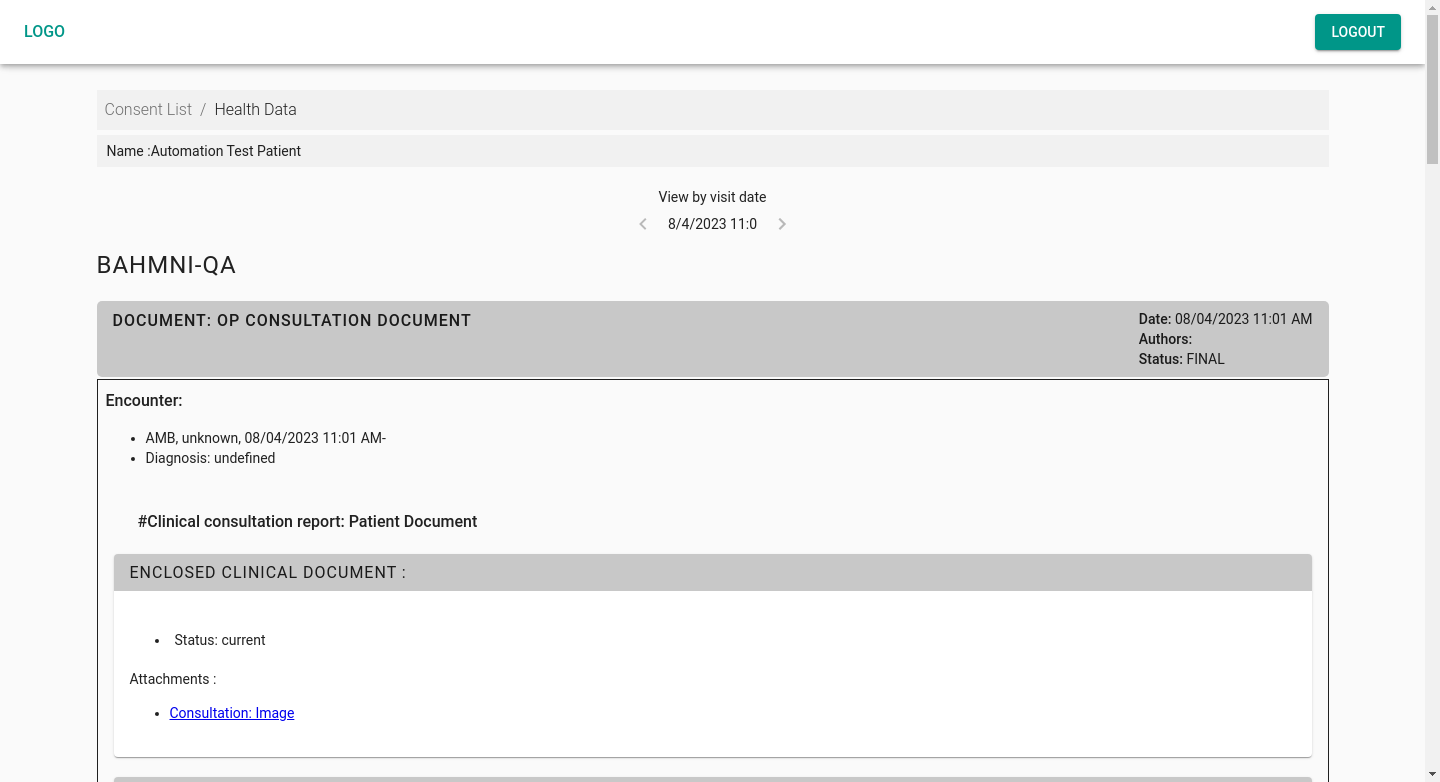 LOGO
LOGOUT
Consent List / Health Data
Name :Automation Test Patient
View by visit date
8/4/2023 11:0
BAHMNI-QA
DOCUMENT: OP CONSULTATION DOCUMENT
Date: 08/04/2023 11:01 AM
Authors:
Status: FINAL
Encounter:
AMB, unknown, 08/04/2023 11:01 AM-
Diagnosis: undefined
#Clinical consultation report: Patient Document
ENCLOSED CLINICAL DOCUMENT :
Status: current
Attachments :
Consultation: Image